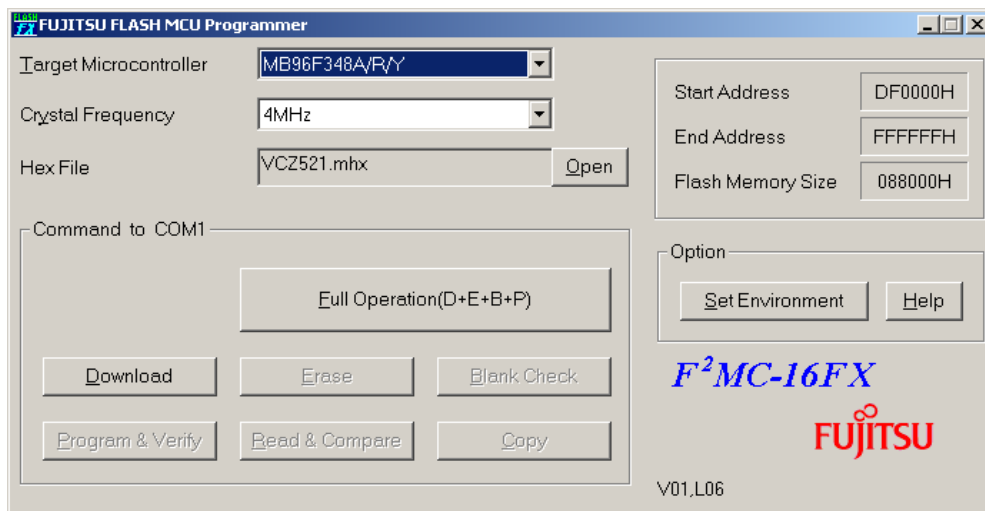 FLASH FX FUJITSU FLASH MCU Programmer
Target Microcontroller MB96F348A/R/Y
Crystal Frequency 4MHz
Hex File VCZ521.mhx Open
Start Address DF0000H
End Address FFFFFFH
Flash Memory Size 088000H
Command to COM1
Full Operation(D+E+B+P)
Download Erase Blank Check
Program & Verify Read & Compare Copy
Option
Set Environment Help
F²MC-16FX
FUJITSU
V01,L06